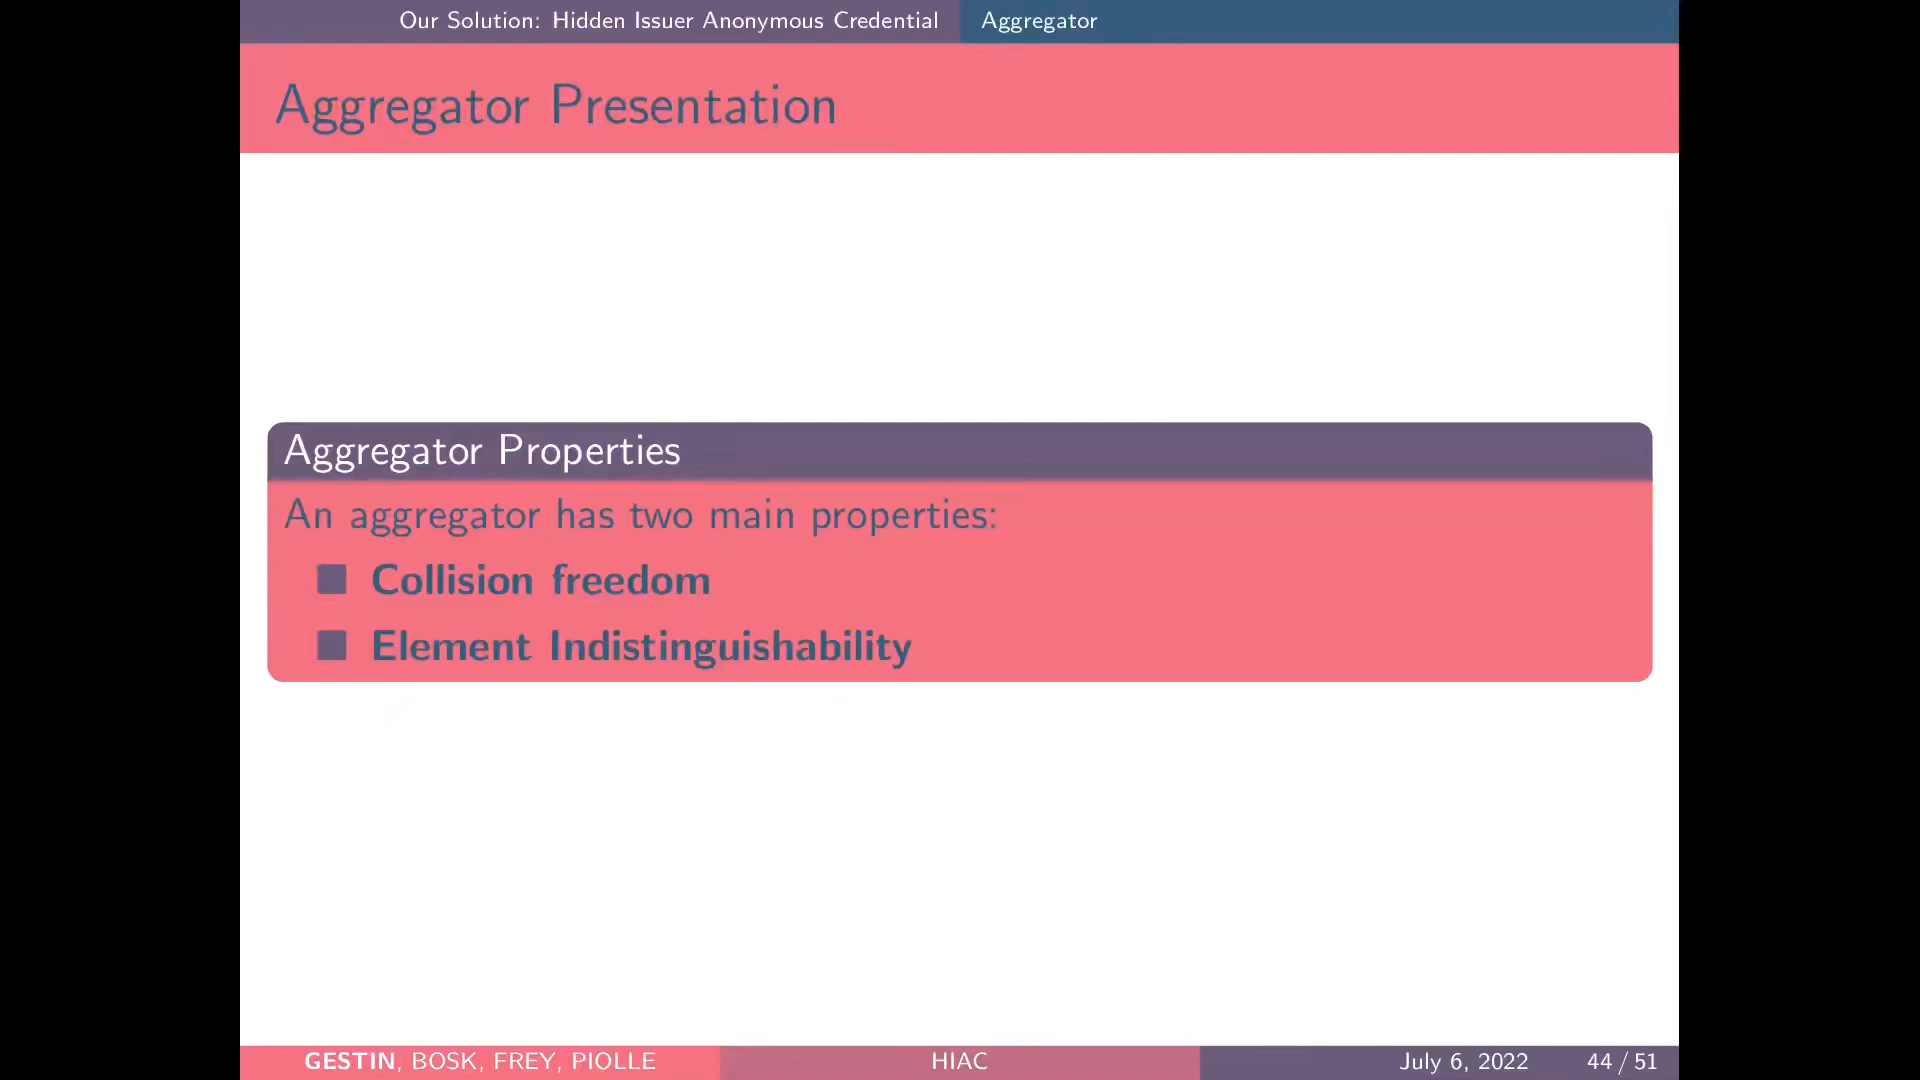 Our Solution: Hidden Issuer Anonymous Credential Aggregator
Aggregator Presentation
Aggregator Properties
An aggregator has two main properties:
Collision freedom
Element Indistinguishability
GESTIN, BOSK, FREY, PIOLLE HIAC July 6, 2022 44 / 51